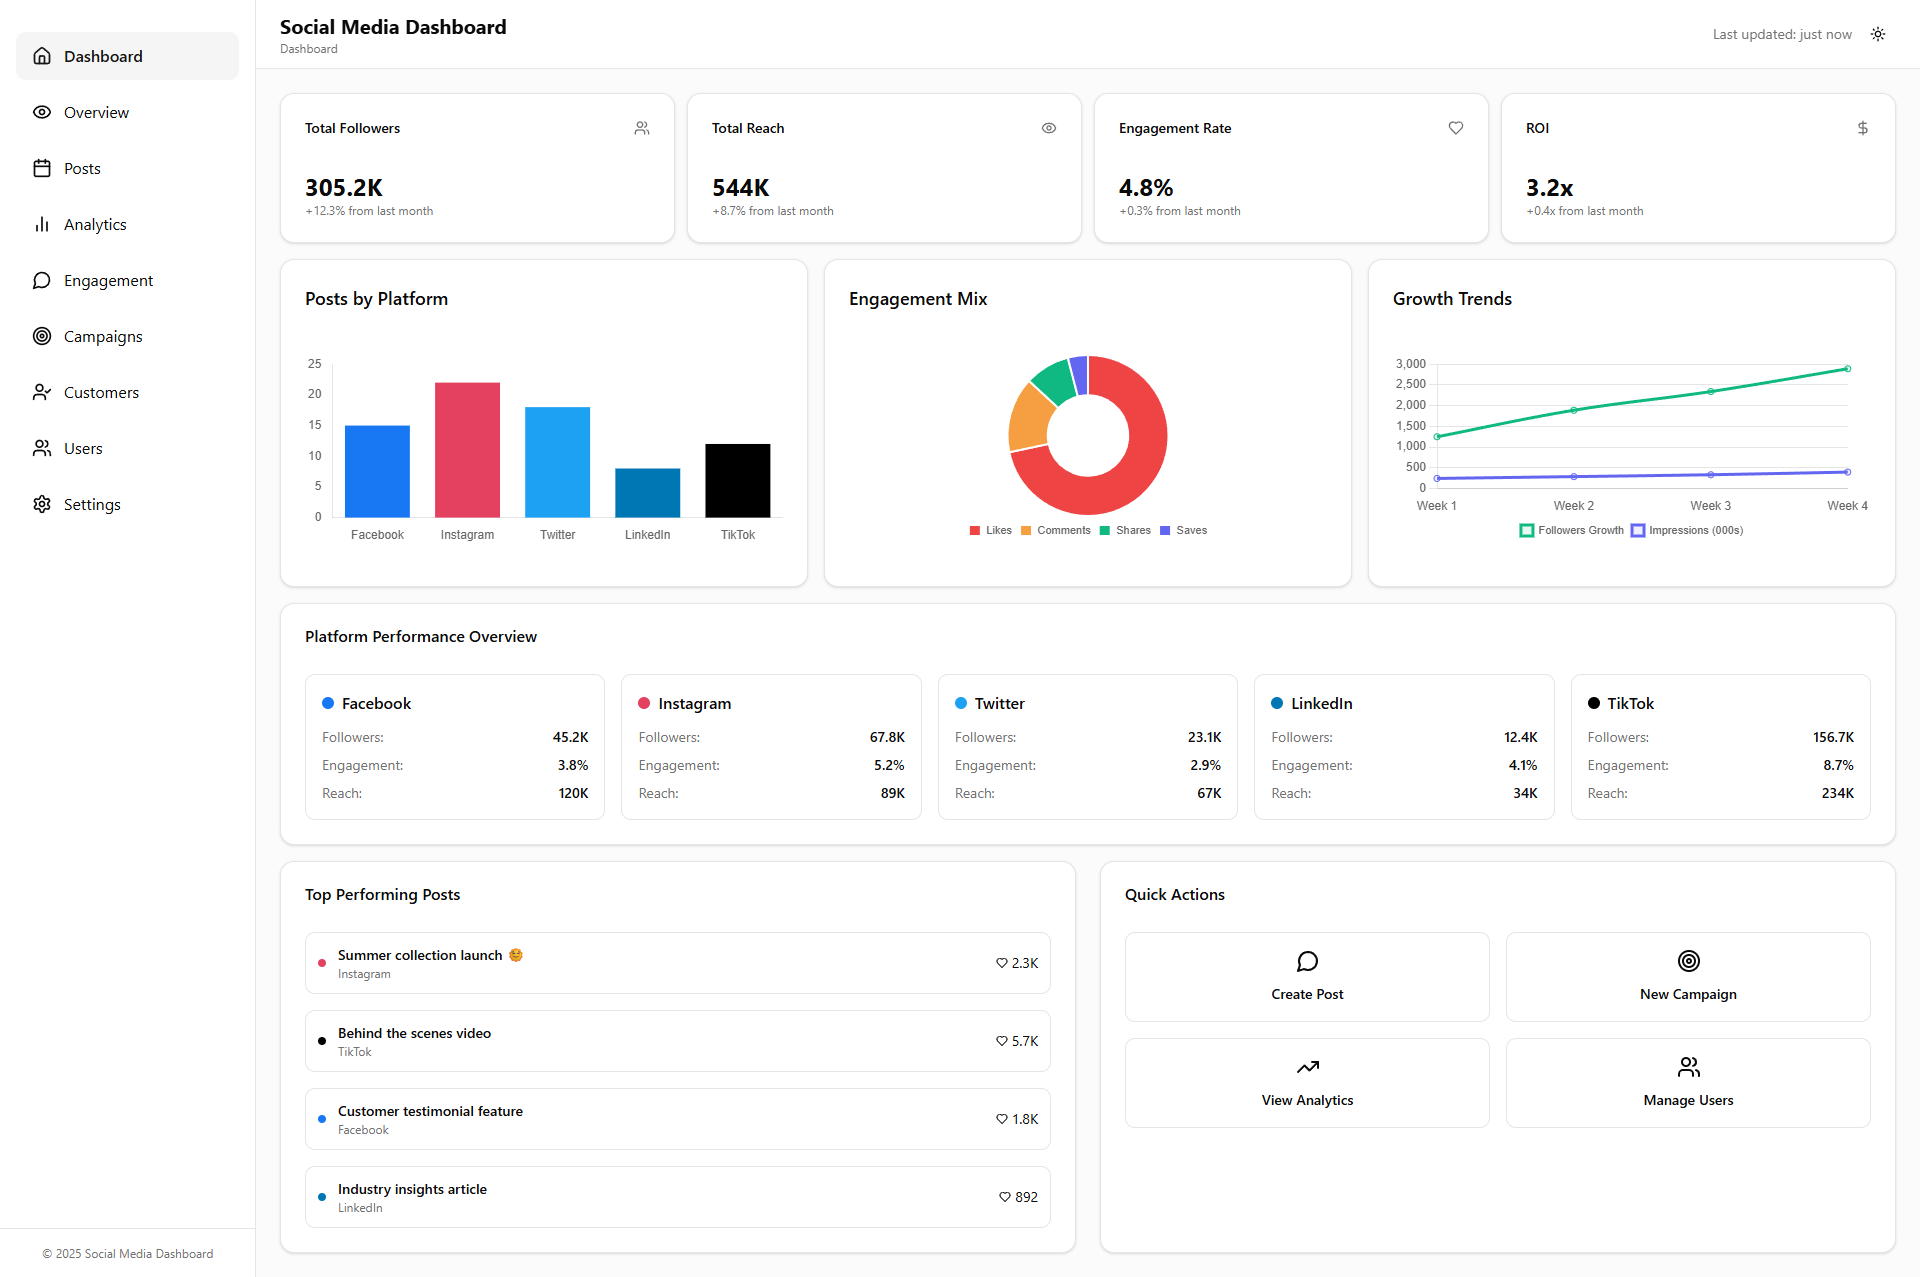 Dashboard
Overview
Posts
Analytics
Engagement
Campaigns
Customers
Users
Settings
© 2025 Social Media Dashboard
Social Media Dashboard
Dashboard
Last updated: just now
Total Followers
305.2K
+12.3% from last month
Total Reach
544K
+8.7% from last month
Engagement Rate
4.8%
+0.3% from last month
ROI
3.2x
+0.4x from last month
Posts by Platform
25
20
15
10
5
0
Facebook Instagram Twitter LinkedIn TikTok
Engagement Mix
Likes Comments Shares Saves
Growth Trends
3,000
2,500
2,000
1,500
1,000
500
0
Week 1 Week 2 Week 3 Week 4
Followers Growth Impressions (000s)
Platform Performance Overview
Facebook
Followers: 45.2K
Engagement: 3.8%
Reach: 120K
Instagram
Followers: 67.8K
Engagement: 5.2%
Reach: 89K
Twitter
Followers: 23.1K
Engagement: 2.9%
Reach: 67K
LinkedIn
Followers: 12.4K
Engagement: 4.1%
Reach: 34K
TikTok
Followers: 156.7K
Engagement: 8.7%
Reach: 234K
Top Performing Posts
Summer collection launch
Instagram
2.3K
Behind the scenes video
TikTok
5.7K
Customer testimonial feature
Facebook
1.8K
Industry insights article
LinkedIn
892
Quick Actions
Create Post
New Campaign
View Analytics
Manage Users